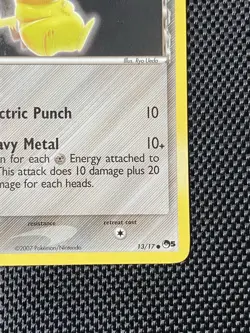 Illus. Ryo Ueda
ctric Punch 10
avy Metal 10+
n for each Energy attached to
This attack does 10 damage plus 20
mage for each heads.
resistance retreat cost
©2007 Pokémon/Nintendo.
13/17